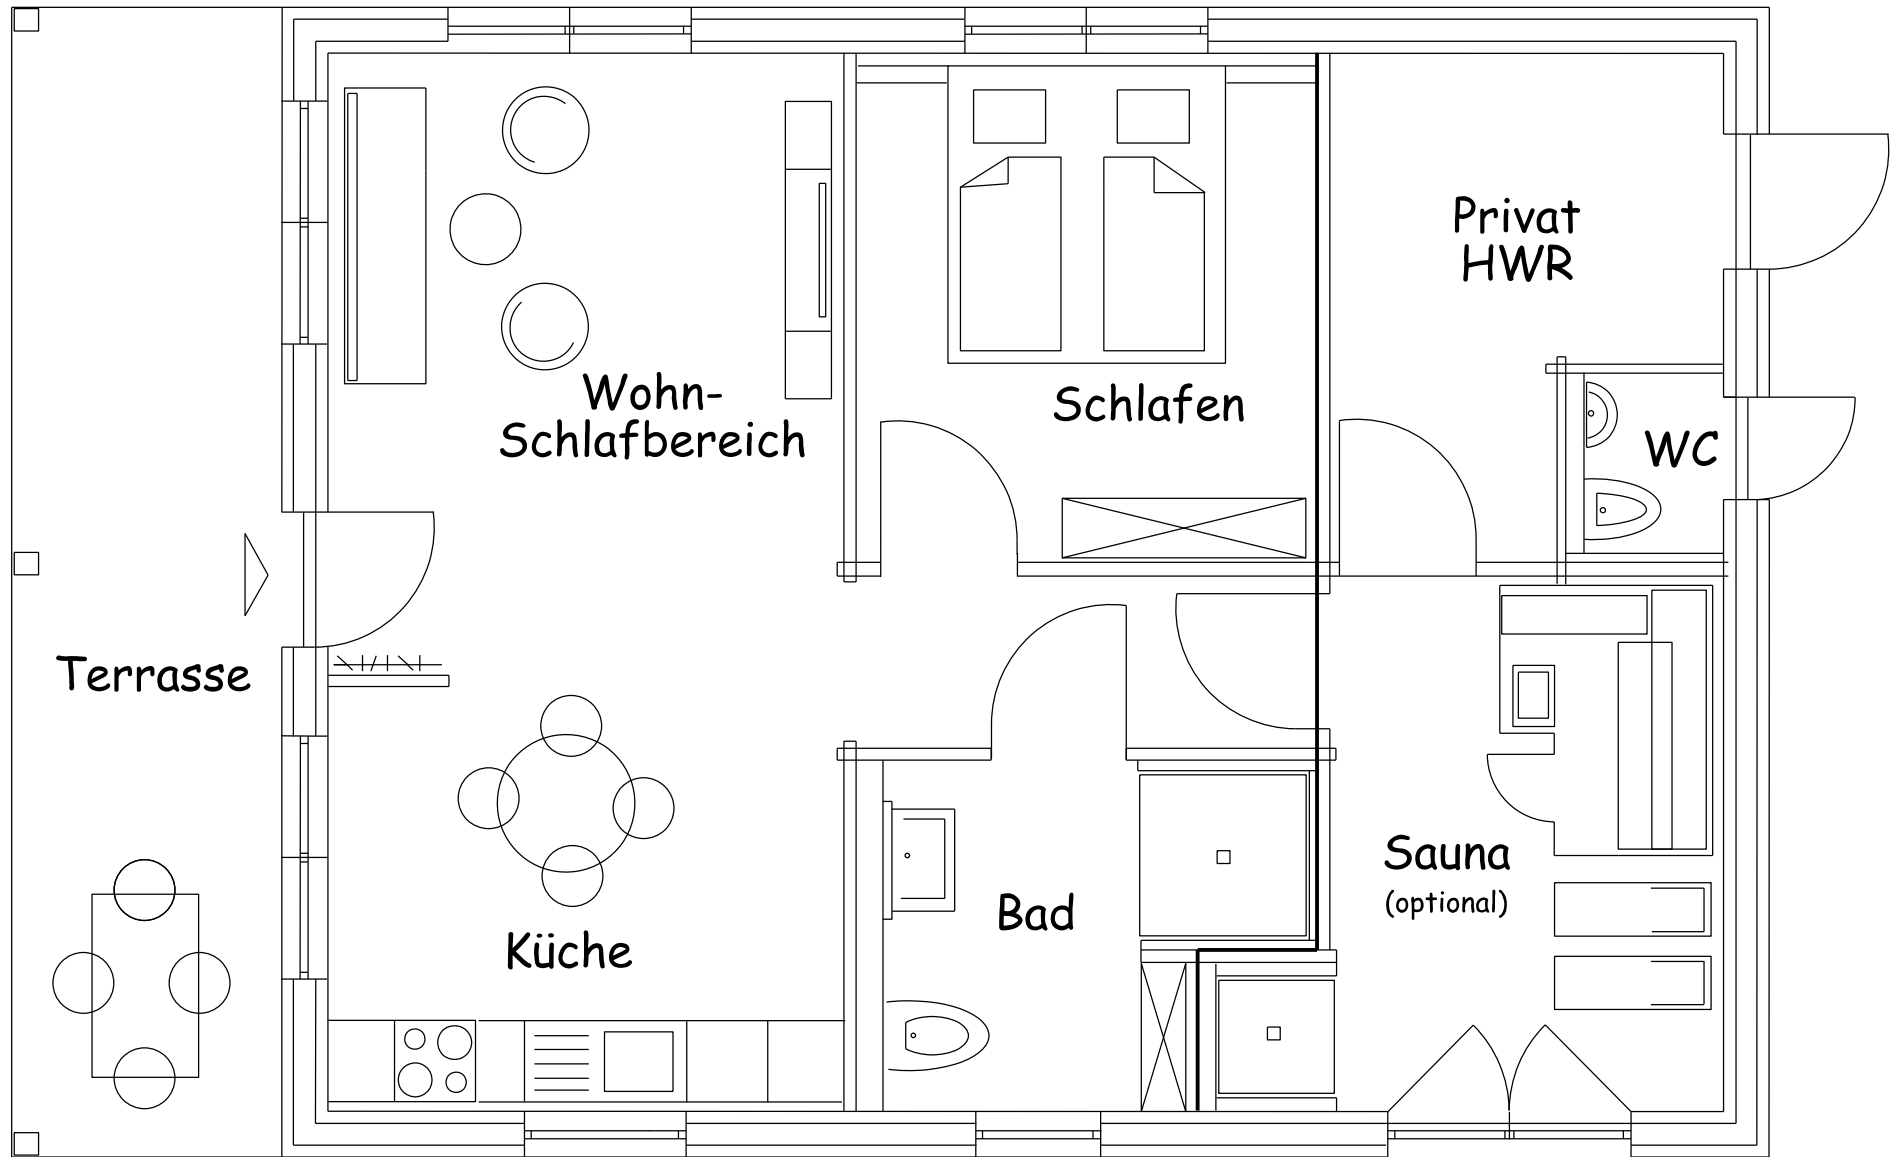 Privat
HWR
Wohn-
Schlafbereich
Schlafen
WC
Terrasse
Sauna
(optional)
Bad
Küche